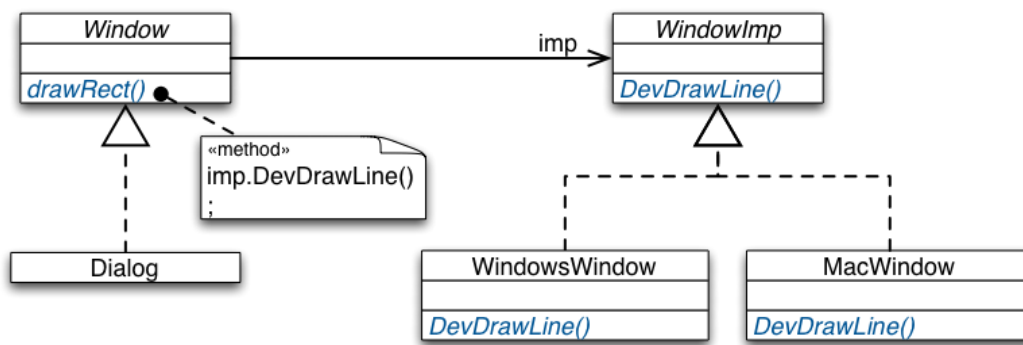 Window
drawRect()
imp
WindowImp
DevDrawLine()
«method»
imp.DevDrawLine()
;
Dialog
WindowsWindow
DevDrawLine()
MacWindow
DevDrawLine()